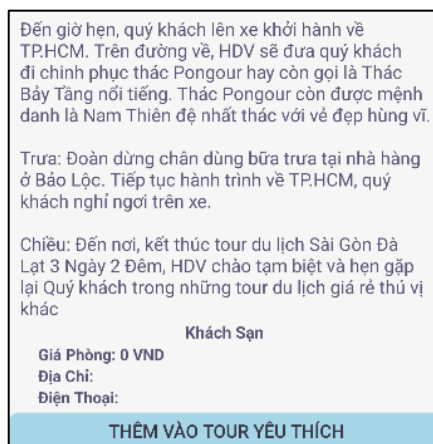 Đến giờ hẹn, quý khách lên xe khởi hành về
TP.HCM. Trên đường về, HDV sẽ đưa quý khách
đi chinh phục thác Pongour hay còn gọi là Thác
Bảy Tầng nổi tiếng. Thác Pongour còn được mệnh
danh là Nam Thiên đệ nhất thác với vẻ đẹp hùng vĩ.
Trưa: Đoàn dừng chân dùng bữa trưa tại nhà hàng
ở Bảo Lộc. Tiếp tục hành trình về TP.HCM, quý
khách nghỉ ngơi trên xe.
Chiều: Đến nơi, kết thúc tour du lịch Sài Gòn Đà
Lạt 3 Ngày 2 Đêm, HDV chào tạm biệt và hẹn gặp
lại Quý khách trong những tour du lịch giá rẻ thú vị
khác
Khách Sạn
Giá Phòng: 0 VND
Địa Chỉ:
Điện Thoại:
THÊM VÀO TOUR YÊU THÍCH